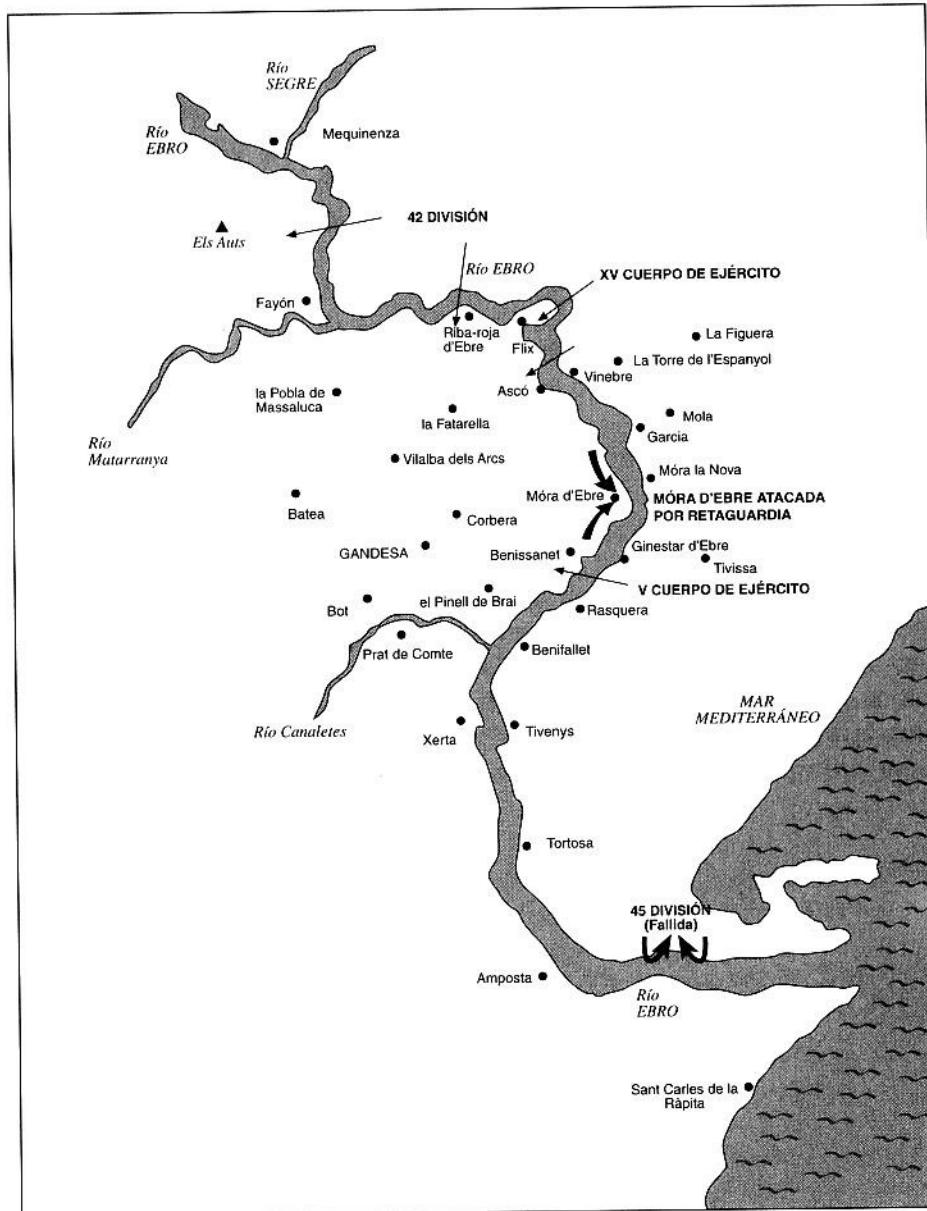 Río
SEGRE
Río
EBRO
Mequinenza
42 DIVISIÓN
Els Auts
Río EBRO
XV CUERPO DE EJÉRCITO
Fayón
Riba-roja
d'Ebre
Flix
La Figuera
La Torre de l'Espanyol
Vinebre
Ascó
la Pobla de
Massaluca
la Fatarella
Mola
Garcia
Río
Matarranya
Vilalba dels Arcs
Móra la Nova
Batea
Móra d'Ebre
MÓRA D'EBRE ATACADA
POR RETAGUARDIA
Corbera
GANDESA
Benissanet
Ginestar d'Ebre
Tivissa
V CUERPO DE EJÉRCITO
Bot
el Pinell de Brai
Rasquera
Prat de Comte
Benifallet
MAR
MEDITERRÁNEO
Río Canaletes
Xerta
Tivenys
Tortosa
45 DIVISIÓN
(Fallida)
Amposta
Río
EBRO
Sant Carles de la
Ràpita